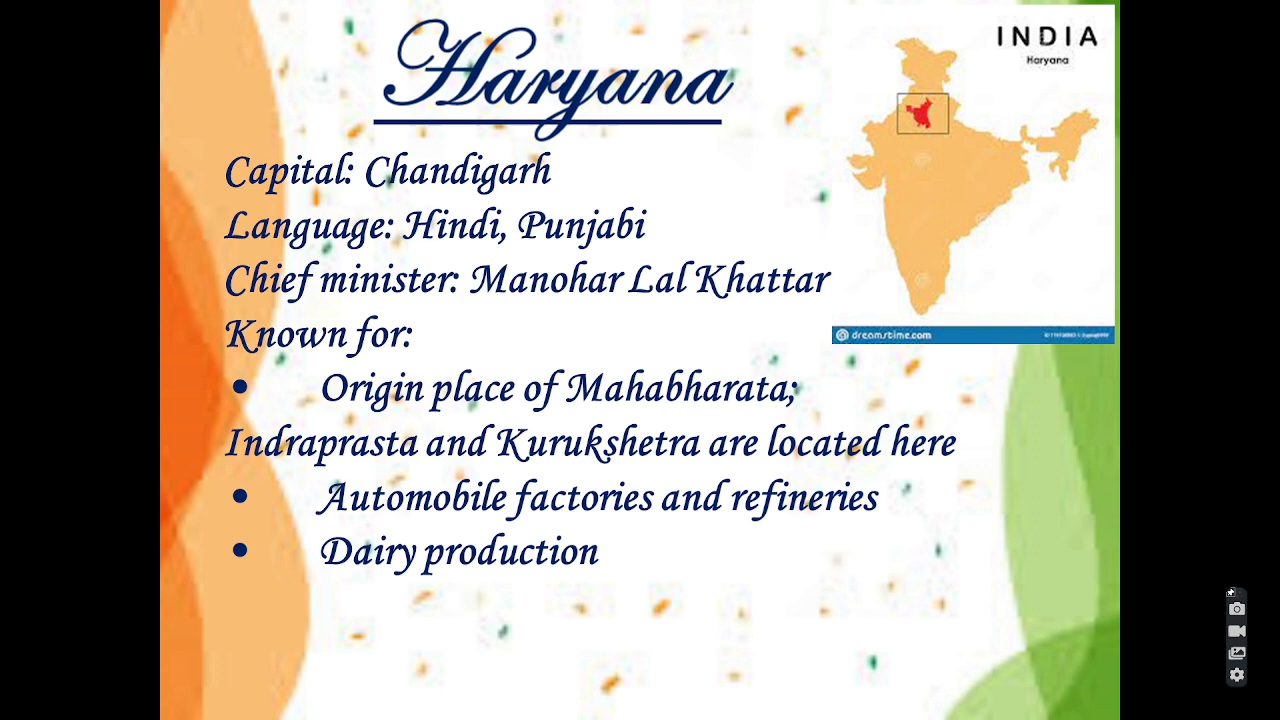 Haryana
INDIA
Haryana
Capital: Chandigarh
Language: Hindi, Punjabi
Chief minister: Manohar Lal Khattar
Known for:
• Origin place of Mahabharata;
Indraprasta and Kurukshetra are located here
• Automobile factories and refineries
• Dairy production
dreamstime.com